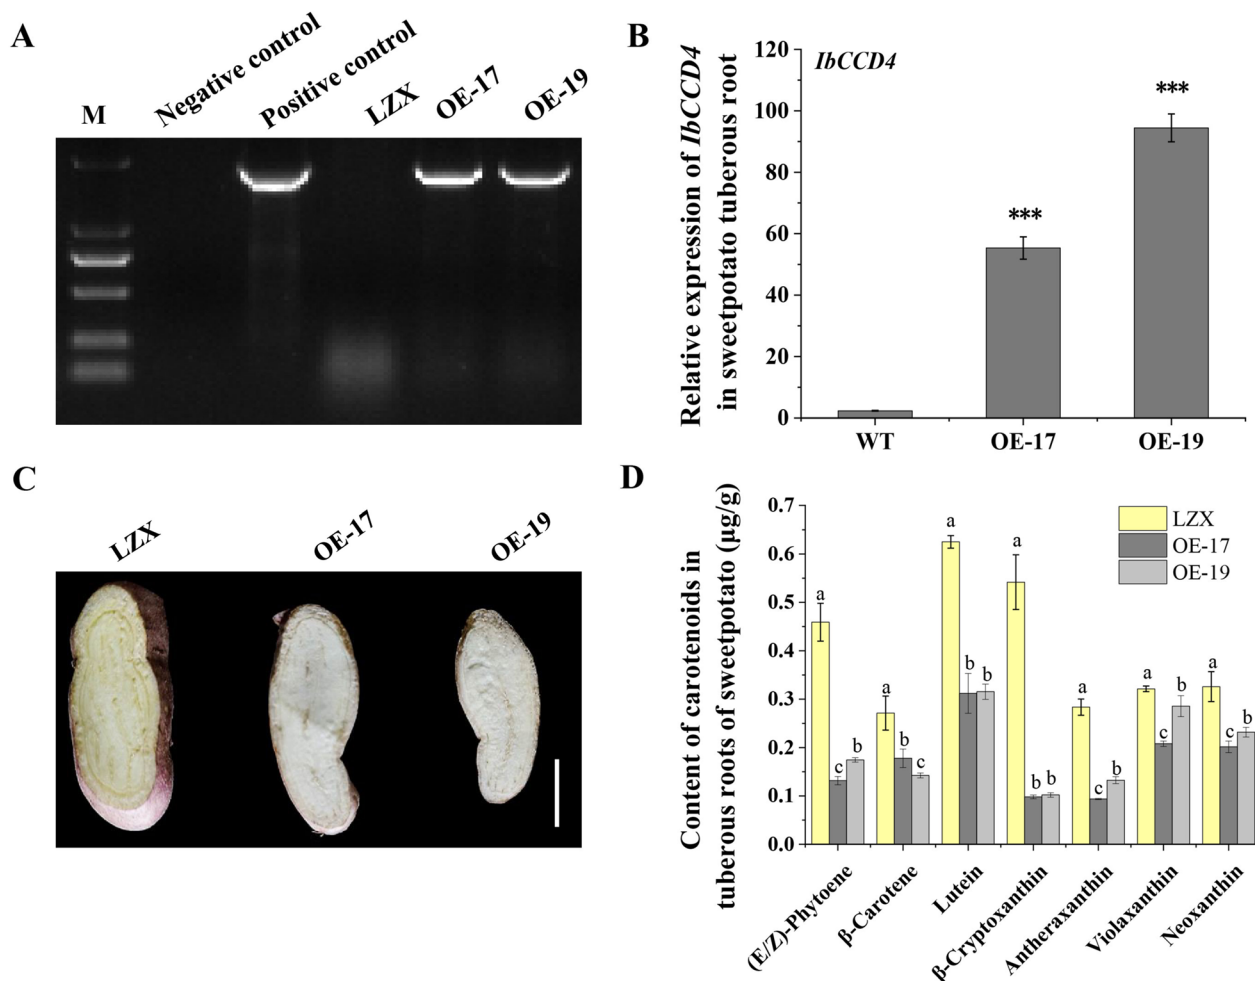 A
M
Negative control
Positive control
LZX
OE-17
OE-19
B
Relative expression of IbCCD4
in sweetpotato tuberous root
IbCCD4
120
100
80
60
40
20
0
***
***
WT
OE-17
OE-19
C
LZX
OE-17
OE-19
D
Content of carotenoids in
tuberous roots of sweetpotato (μg/g)
0.7
0.6
0.5
0.4
0.3
0.2
0.1
0.0
LZX
OE-17
OE-19
a c b
a b c
a b b
a b b
a c b
a c b
a c b
(E/Z)-Phytoene
β-Carotene
Lutein
β-Cryptoxanthin
Antheraxanthin
Violaxanthin
Neoxanthin